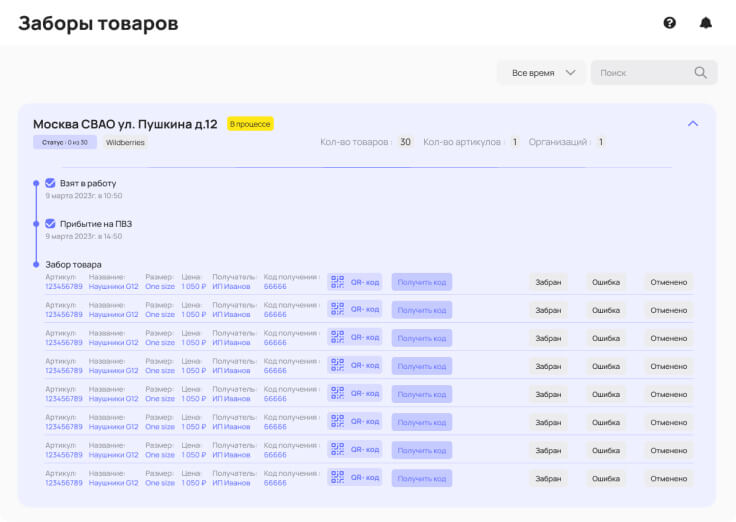 Заборы товаров
Все время
Поиск
Москва СВАО ул. Пушкина д.12 В процессе
Статус : 0 из 30 Wildberries Кол-во товаров : 30 Кол-во артикулов : 1 Организаций : 1
Взят в работу
9 марта 2023г. в 10:50
Прибытие на ПВЗ
9 марта 2023г. в 14:50
Забор товара
Артикул: Название: Размер: Цена: Получатель: Код получения :
123456789 Наушники G12 One size 1 050 ₽ ИП Иванов 66666 QR- код Получить код Забран Ошибка Отменено
Артикул: Название: Размер: Цена: Получатель: Код получения :
123456789 Наушники G12 One size 1 050 ₽ ИП Иванов 66666 QR- код Получить код Забран Ошибка Отменено
Артикул: Название: Размер: Цена: Получатель: Код получения :
123456789 Наушники G12 One size 1 050 ₽ ИП Иванов 66666 QR- код Получить код Забран Ошибка Отменено
Артикул: Название: Размер: Цена: Получатель: Код получения :
123456789 Наушники G12 One size 1 050 ₽ ИП Иванов 66666 QR- код Получить код Забран Ошибка Отменено
Артикул: Название: Размер: Цена: Получатель: Код получения :
123456789 Наушники G12 One size 1 050 ₽ ИП Иванов 66666 QR- код Получить код Забран Ошибка Отменено
Артикул: Название: Размер: Цена: Получатель: Код получения :
123456789 Наушники G12 One size 1 050 ₽ ИП Иванов 66666 QR- код Получить код Забран Ошибка Отменено
Артикул: Название: Размер: Цена: Получатель: Код получения :
123456789 Наушники G12 One size 1 050 ₽ ИП Иванов 66666 QR- код Получить код Забран Ошибка Отменено
Артикул: Название: Размер: Цена: Получатель: Код получения :
123456789 Наушники G12 One size 1 050 ₽ ИП Иванов 66666 QR- код Получить код Забран Ошибка Отменено